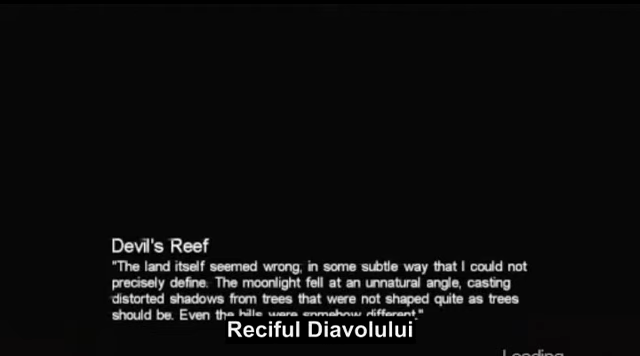 Devil's Reef
"The land itself seemed wrong, in some subtle way that I could not
precisely define. The moonlight fell at an unnatural angle, casting
distorted shadows from trees that were not shaped quite as trees
should be. Even the hills were somehow different."
Reciful Diavolului
Loading